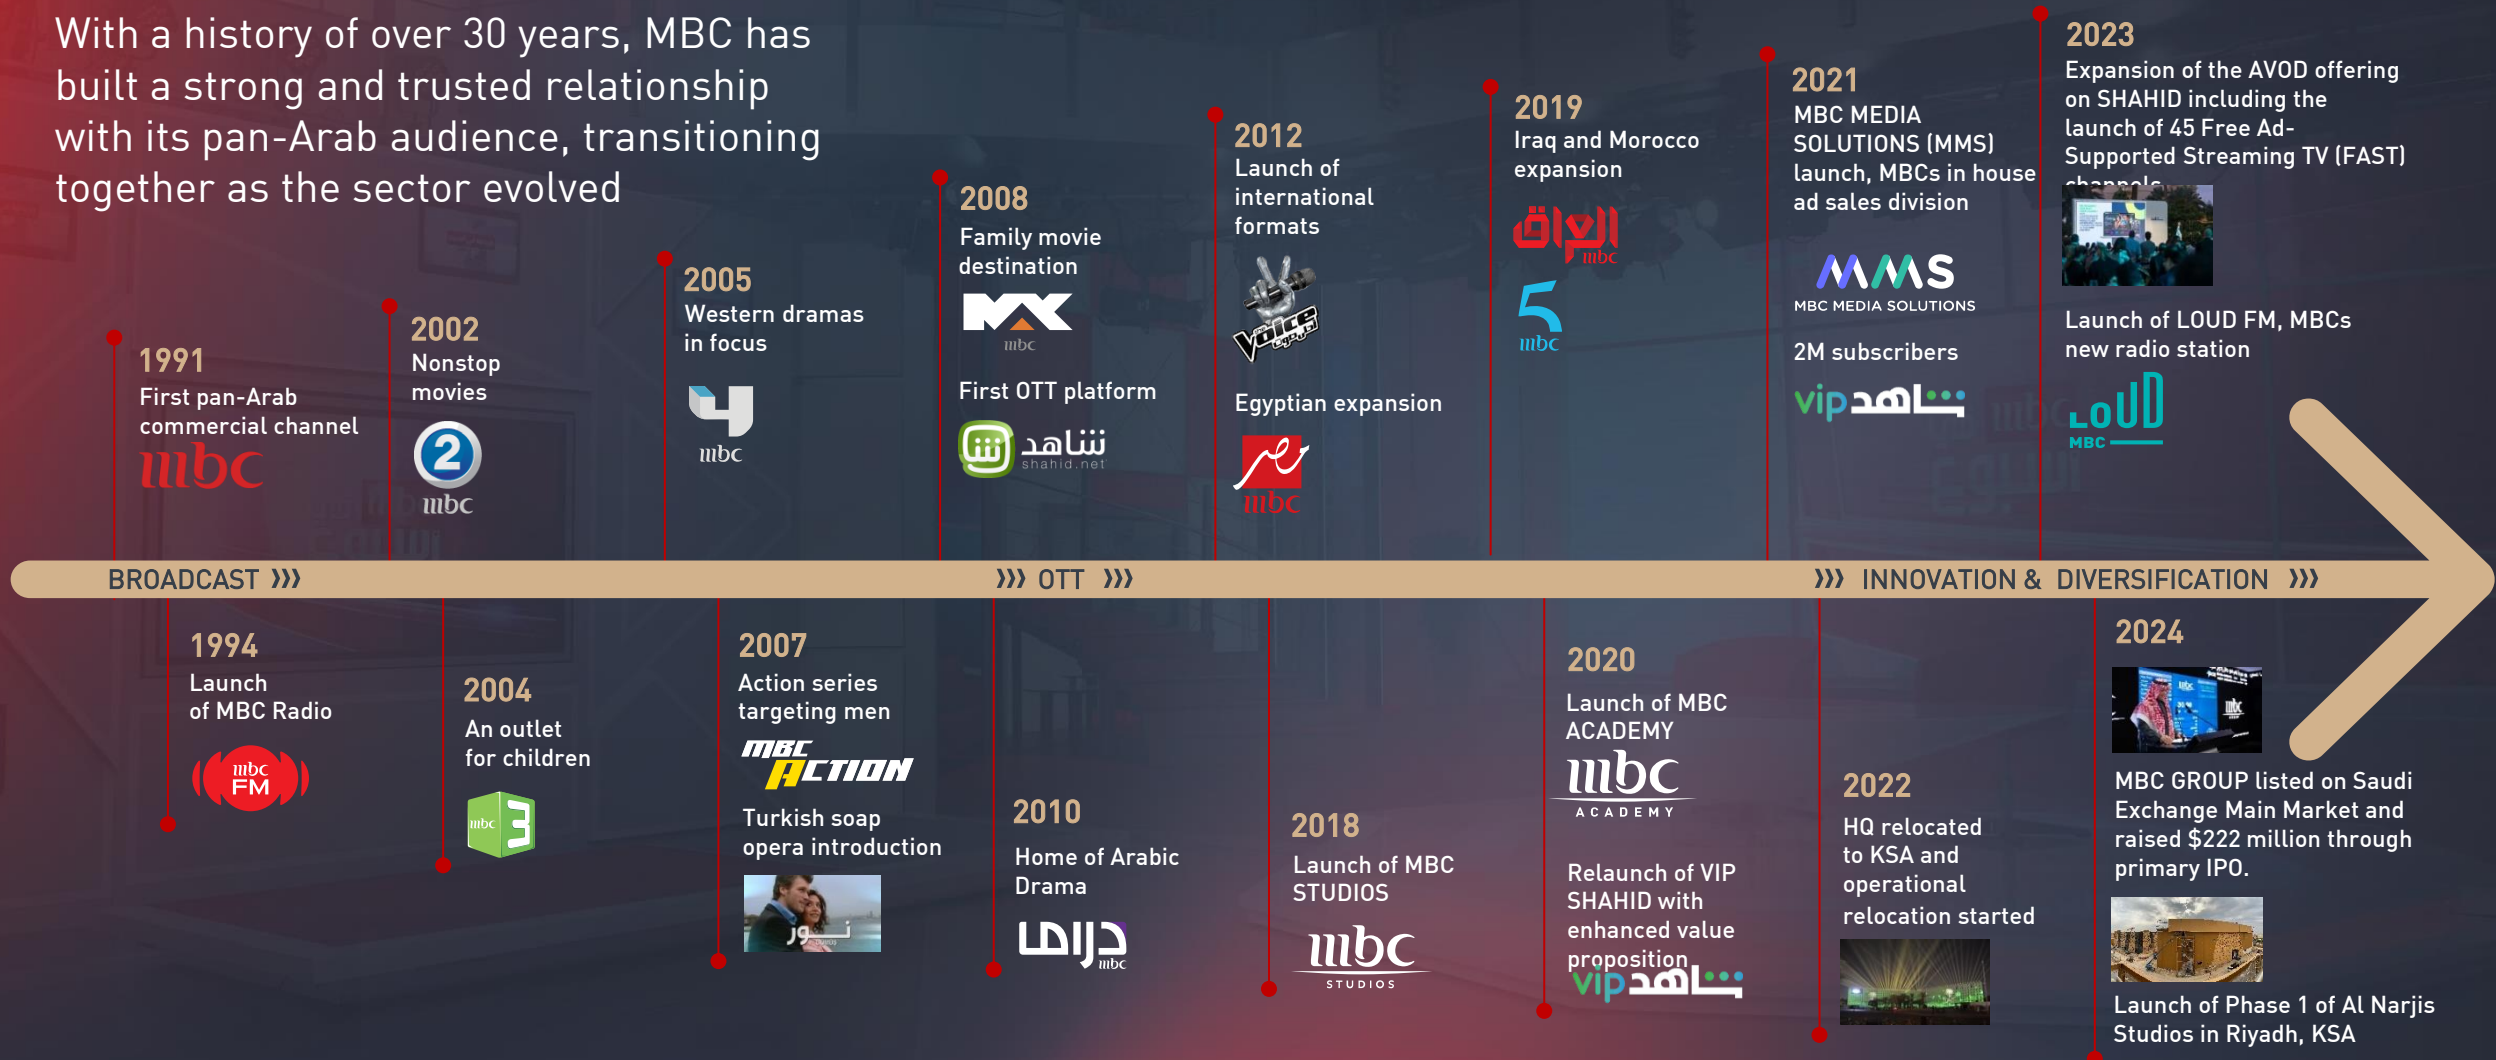 With a history of over 30 years, MBC has
built a strong and trusted relationship
with its pan-Arab audience, transitioning
together as the sector evolved
1991
First pan-Arab
commercial channel
mbc
2002
Nonstop
movies
2
mbc
2005
Western dramas
in focus
4
mbc
2008
Family movie
destination
MAX
mbc
First OTT platform
شاهد
shahid.net
2012
Launch of
international
formats
the
Voice
Egyptian expansion
مصر
mbc
2019
Iraq and Morocco
expansion
العراق
mbc
5
mbc
2021
MBC MEDIA
SOLUTIONS (MMS)
launch, MBCs in house
ad sales division
MMS
MBC MEDIA SOLUTIONS
2M subscribers
vip شاهد
2023
Expansion of the AVOD offering
on SHAHID including the
launch of 45 Free Ad-
Supported Streaming TV (FAST)
channels
Launch of LOUD FM, MBCs
new radio station
LOUD
MBC
BROADCAST ››› ››› OTT ››› ››› INNOVATION & DIVERSIFICATION ›››
1994
Launch
of MBC Radio
mbc
FM
2004
An outlet
for children
mbc 3
2007
Action series
targeting men
MBC
ACTION
Turkish soap
opera introduction
نور
2010
Home of Arabic
Drama
دراما
mbc
2018
Launch of MBC
STUDIOS
mbc
STUDIOS
2020
Launch of MBC
ACADEMY
mbc
ACADEMY
Relaunch of VIP
SHAHID with
enhanced value
proposition
vip شاهد
2022
HQ relocated
to KSA and
operational
relocation started
2024
mbc
mbc
MBC GROUP listed on Saudi
Exchange Main Market and
raised $222 million through
primary IPO.
Launch of Phase 1 of Al Narjis
Studios in Riyadh, KSA